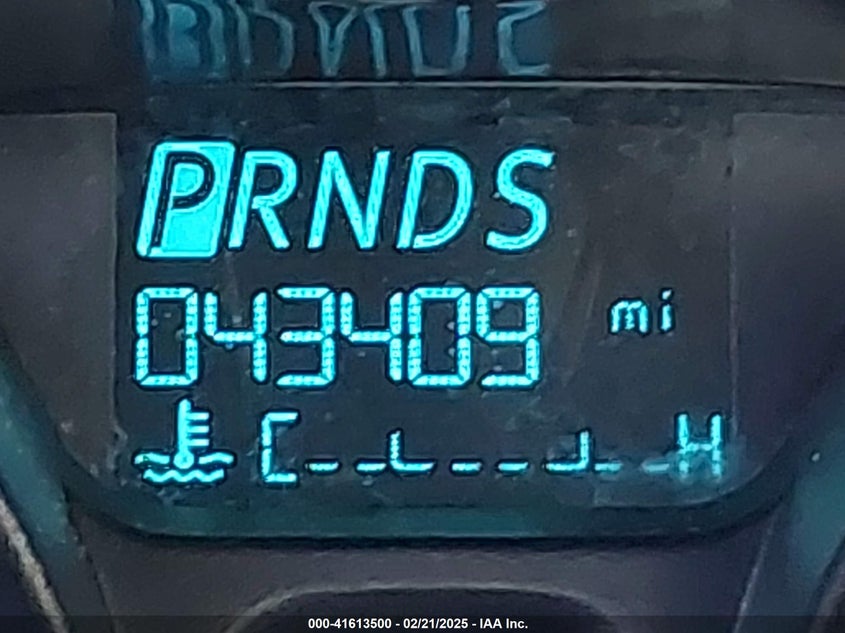 PRNDS
043409 mi
C H
000-41613500 - 02/21/2025 - IAA Inc.